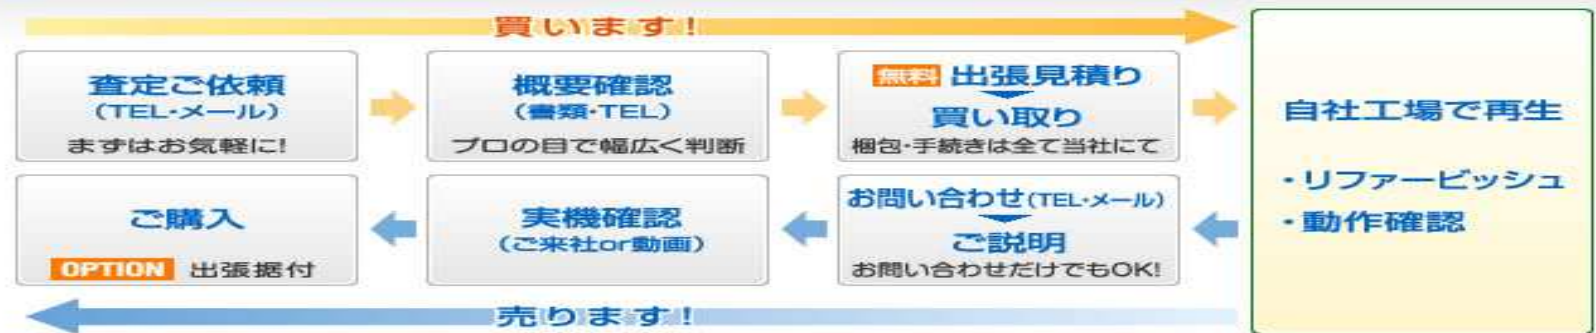 買います!
査定ご依頼
(TEL・メール)
まずはお気軽に!
概要確認
(書類・TEL)
プロの目で幅広く判断
無料 出張見積り
買い取り
梱包・手続きは全て当社にて
自社工場で再生
・リファービッシュ
・動作確認
お問い合わせ(TEL・メール)
ご説明
お問い合わせだけでもOK!
実機確認
(ご来社or動画)
ご購入
OPTION 出張据付
売ります!